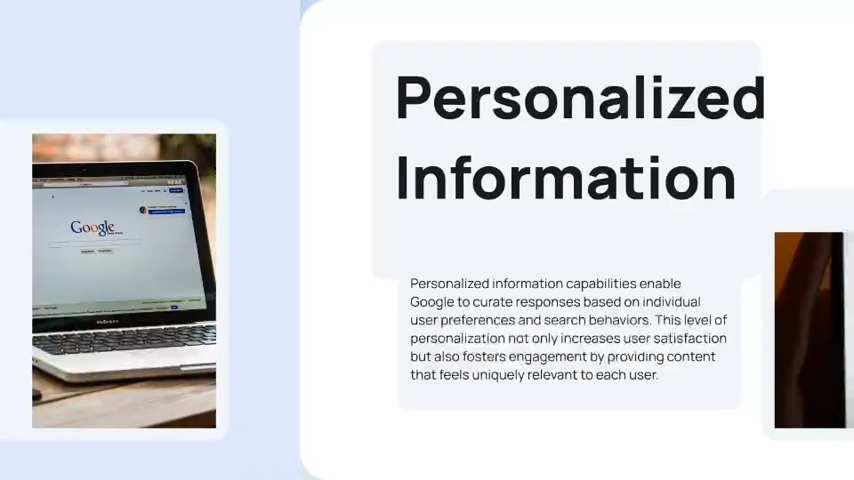 Personalized
Information
Google
Personalized information capabilities enable
Google to curate responses based on individual
user preferences and search behaviors. This level of
personalization not only increases user satisfaction
but also fosters engagement by providing content
that feels uniquely relevant to each user.